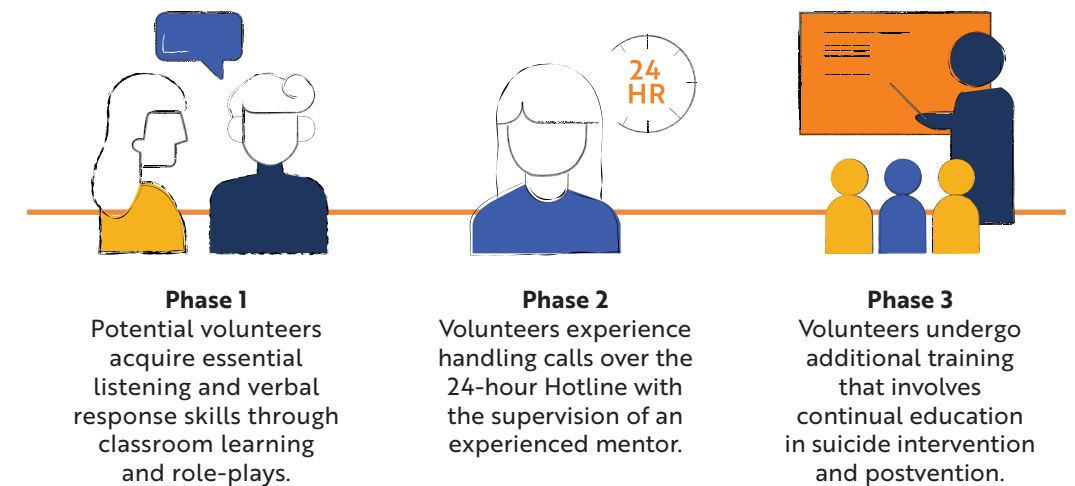 24
HR
Phase 1
Potential volunteers
acquire essential
listening and verbal
response skills through
classroom learning
and role-plays.
Phase 2
Volunteers experience
handling calls over the
24-hour Hotline with
the supervision of an
experienced mentor.
Phase 3
Volunteers undergo
additional training
that involves
continual education
in suicide intervention
and postvention.